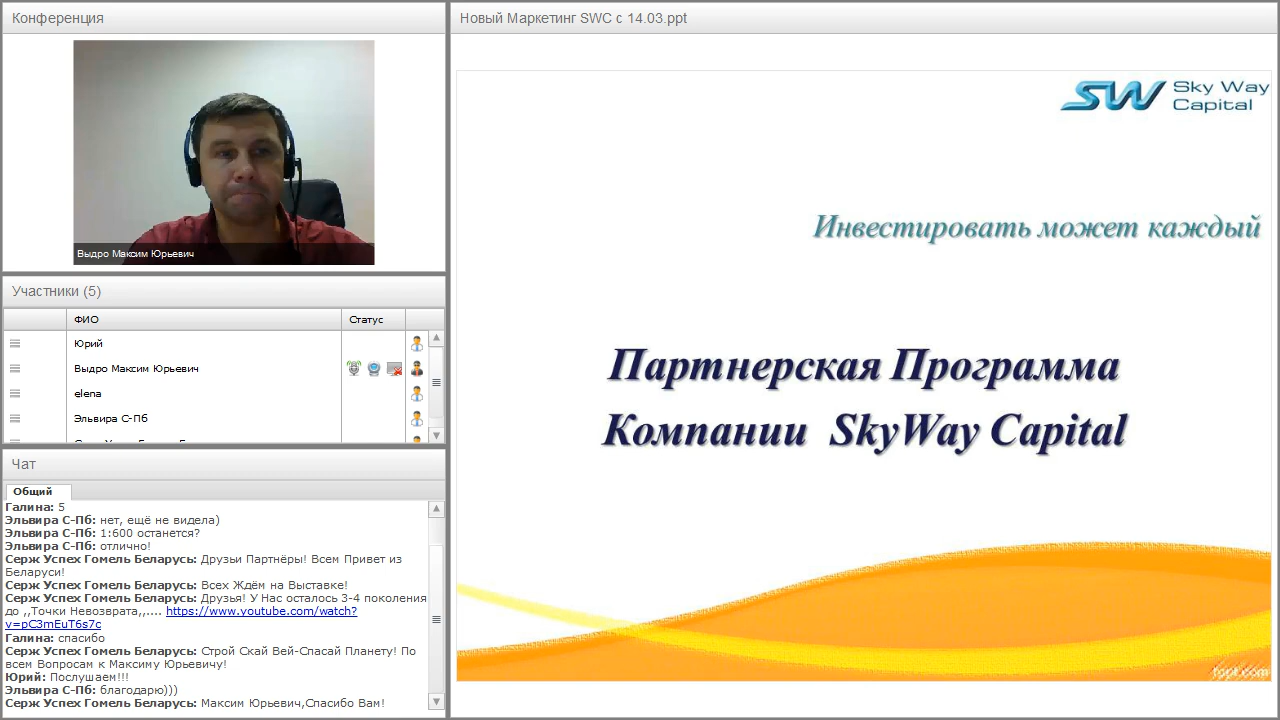 Конференция
Выдро Максим Юрьевич
Участники (5)
ФИО Статус
Юрий
Выдро Максим Юрьевич
elena
Эльвира С-Пб
Чат
Общий
Галина: 5
Эльвира С-Пб: нет, ещё не видела)
Эльвира С-Пб: 1:600 останется?
Эльвира С-Пб: отлично!
Серж Успех Гомель Беларусь: Друзьи Партнёры! Всем Привет из
Беларуси!
Серж Успех Гомель Беларусь: Всех Ждём на Выставке!
Серж Успех Гомель Беларусь: Друзья! У Нас осталось 3-4 поколения
до ,,Точки Невозврата,,.... https://www.youtube.com/watch?
v=pC3mEuT6s7c
Галина: спасибо
Серж Успех Гомель Беларусь: Строй Скай Вей-Спасай Планету! По
всем Вопросам к Максиму Юрьевичу!
Юрий: Послушаем!!!
Эльвира С-Пб: благодарю)))
Серж Успех Гомель Беларусь: Максим Юрьевич,Спасибо Вам!
Новый Маркетинг SWC с 14.03.ppt
SW Sky Way
Capital
Инвестировать может каждый
Партнерская Программа
Компании SkyWay Capital
fppt.com